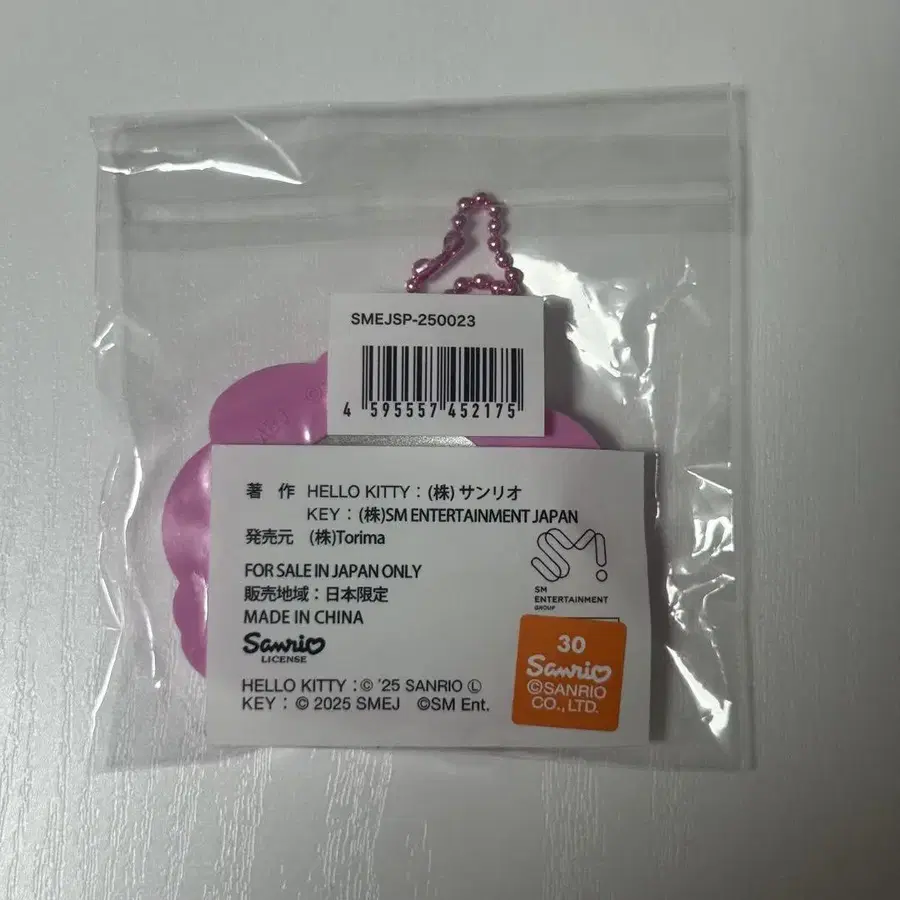 SMEJSP-250023
4 595557 452175
著 作 HELLO KITTY：(株) サンリオ
KEY：(株)SM ENTERTAINMENT JAPAN
発売元 (株)Torima
FOR SALE IN JAPAN ONLY
販売地域：日本限定
MADE IN CHINA
Sanrio
LICENSE
HELLO KITTY：© '25 SANRIO Ⓛ
KEY：© 2025 SMEJ ©SM Ent.
SM!
SM
ENTERTAINMENT
GROUP
30
Sanrio
©SANRIO
CO.,LTD.